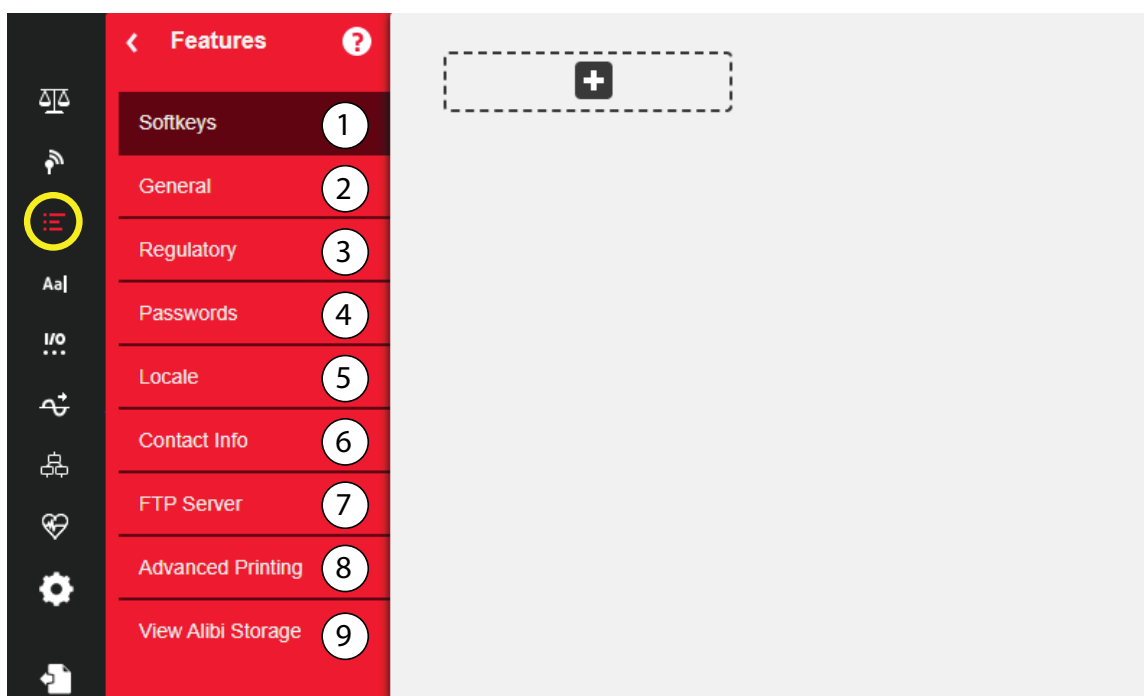 Features ?
Softkeys 1
General 2
Regulatory 3
Aa
Passwords 4
I/O
Locale 5
Contact Info 6
FTP Server 7
Advanced Printing 8
View Alibi Storage 9